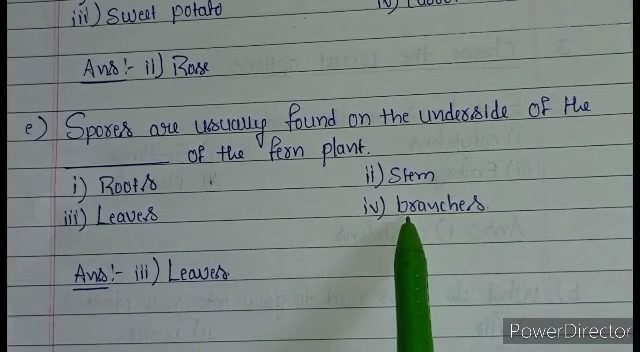 iii) Sweet potato
Ans:- ii) Rose
e) Spores are usually found on the underside of the
________ of the fern plant.
i) Roots ii) Stem
iii) Leaves iv) branches
Ans:- iii) Leaves
PowerDirector